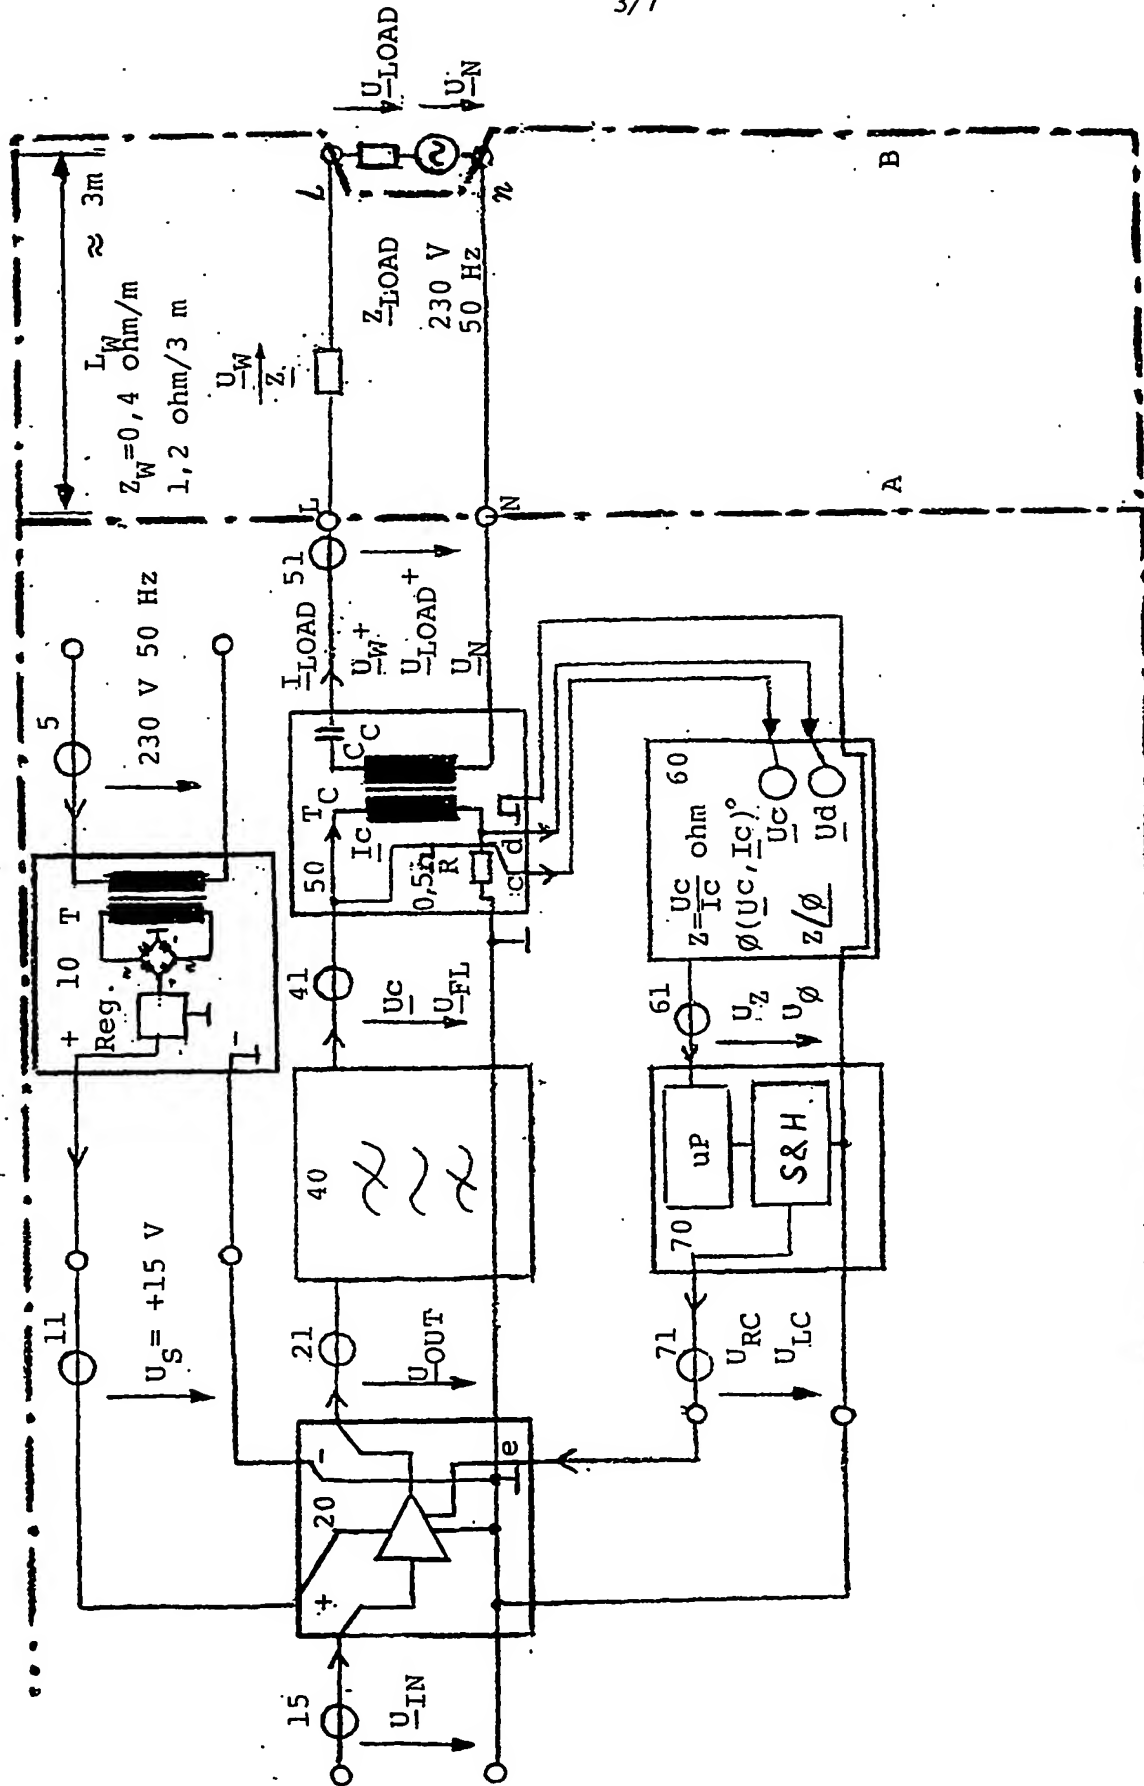 3/7
5
230 V 50 Hz
10 T
+
Reg.
-
11
U_S = +15 V
L_W ≈ 3m
Z_W=0,4 ohm/m
1,2 ohm/3 m
U_W
Z
L
l
Z_LOAD
230 V
50 Hz
U_LOAD
U_N
n
N
A
B
15
U_IN
+
20
-
e
21
U_OUT
40
41
Uc
U_FL
50 T_C
Ic
C_C
0,5Ω
R
c
d
I_LOAD 51
U_W+
U_LOAD+
U_N
60
Z=Uc/Ic ohm
Ø(Uc,Ic)°
Uc
Z/Ø
Ud
61
U_Z
U_Ø
70
uP
S&H
71
U_RC
U_LC